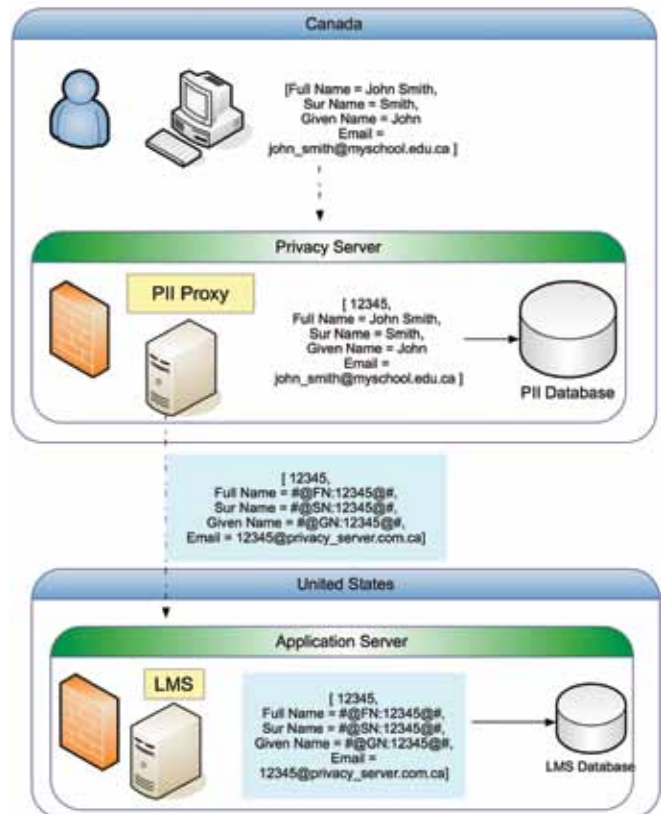 Canada
[Full Name = John Smith,
Sur Name = Smith,
Given Name = John
Email =
john_smith@myschool.edu.ca ]
Privacy Server
PII Proxy
[ 12345,
Full Name = John Smith,
Sur Name = Smith,
Given Name = John
Email =
john_smith@myschool.edu.ca ]
PII Database
[ 12345,
Full Name = #@FN:12345@#,
Sur Name = #@SN:12345@#,
Given Name = #@GN:12345@#,
Email = 12345@privacy_server.com.ca]
United States
Application Server
LMS
[ 12345,
Full Name = #@FN:12345@#,
Sur Name = #@SN:12345@#,
Given Name = #@GN:12345@#,
Email =
12345@privacy_server.com.ca]
LMS Database